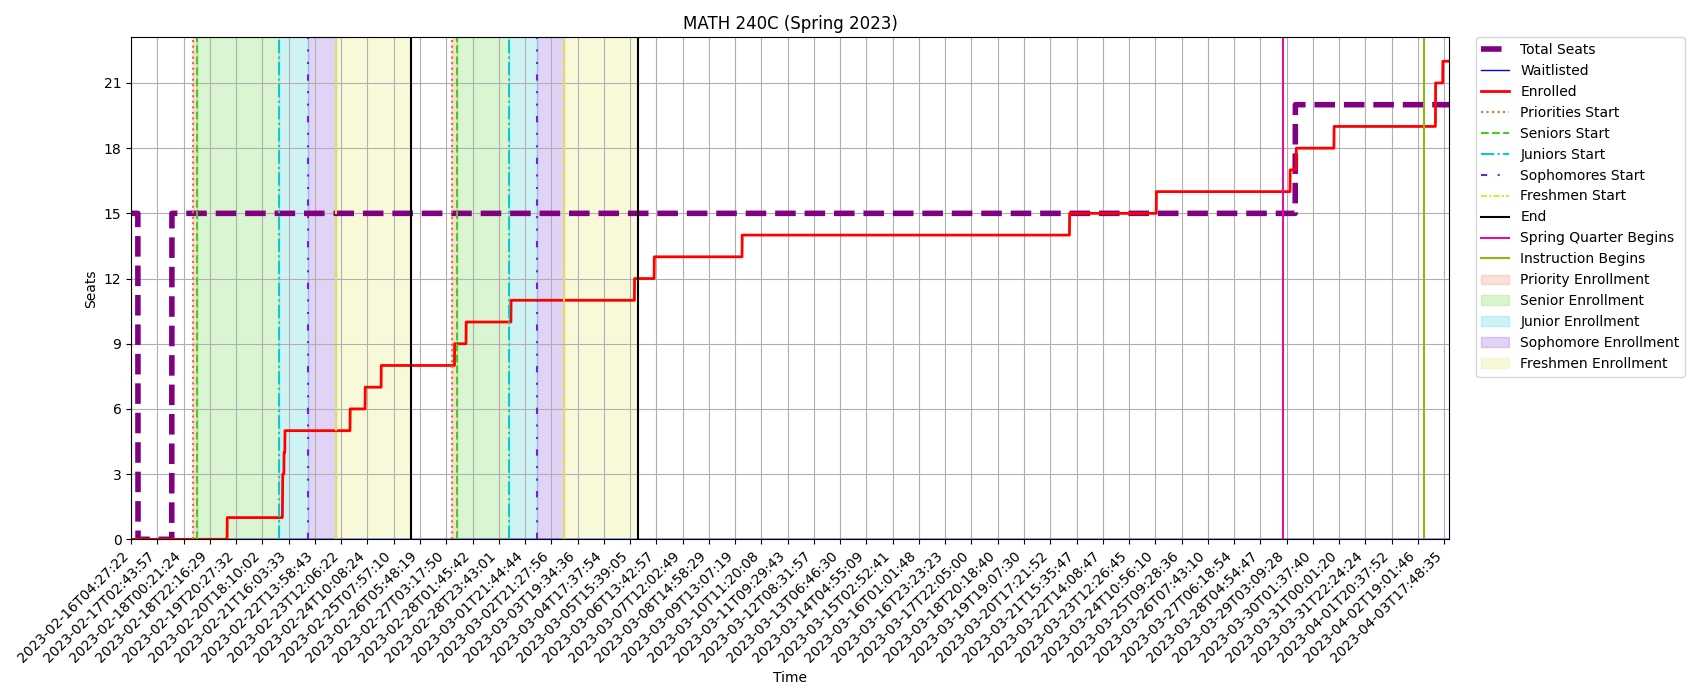 MATH 240C (Spring 2023)
Seats
21
18
15
12
9
6
3
0
2023-02-16T04:27:22
2023-02-17T02:43:57
2023-02-18T00:21:24
2023-02-18T22:16:29
2023-02-19T20:27:32
2023-02-20T18:10:02
2023-02-21T16:03:33
2023-02-22T13:58:43
2023-02-23T12:06:22
2023-02-24T10:08:24
2023-02-25T07:57:10
2023-02-26T05:48:19
2023-02-27T03:17:50
2023-02-28T01:45:42
2023-02-28T23:43:01
2023-03-01T21:44:44
2023-03-02T21:27:56
2023-03-03T19:34:36
2023-03-04T17:37:54
2023-03-05T15:39:05
2023-03-06T13:42:57
2023-03-07T12:02:49
2023-03-08T14:58:29
2023-03-09T13:07:19
2023-03-10T11:20:08
2023-03-11T09:29:43
2023-03-12T08:31:57
2023-03-13T06:46:30
2023-03-14T04:55:09
2023-03-15T02:52:41
2023-03-16T01:01:48
2023-03-16T23:23:23
2023-03-17T22:05:00
2023-03-18T20:18:40
2023-03-19T19:07:30
2023-03-20T17:21:52
2023-03-21T15:35:47
2023-03-22T14:08:47
2023-03-23T12:26:45
2023-03-24T10:56:10
2023-03-25T09:28:36
2023-03-26T07:43:10
2023-03-27T06:18:54
2023-03-28T04:54:47
2023-03-29T03:09:28
2023-03-30T01:37:40
2023-03-31T00:01:20
2023-03-31T22:24:24
2023-04-01T20:37:52
2023-04-02T19:01:46
2023-04-03T17:48:35
Time
Total Seats
Waitlisted
Enrolled
Priorities Start
Seniors Start
Juniors Start
Sophomores Start
Freshmen Start
End
Spring Quarter Begins
Instruction Begins
Priority Enrollment
Senior Enrollment
Junior Enrollment
Sophomore Enrollment
Freshmen Enrollment